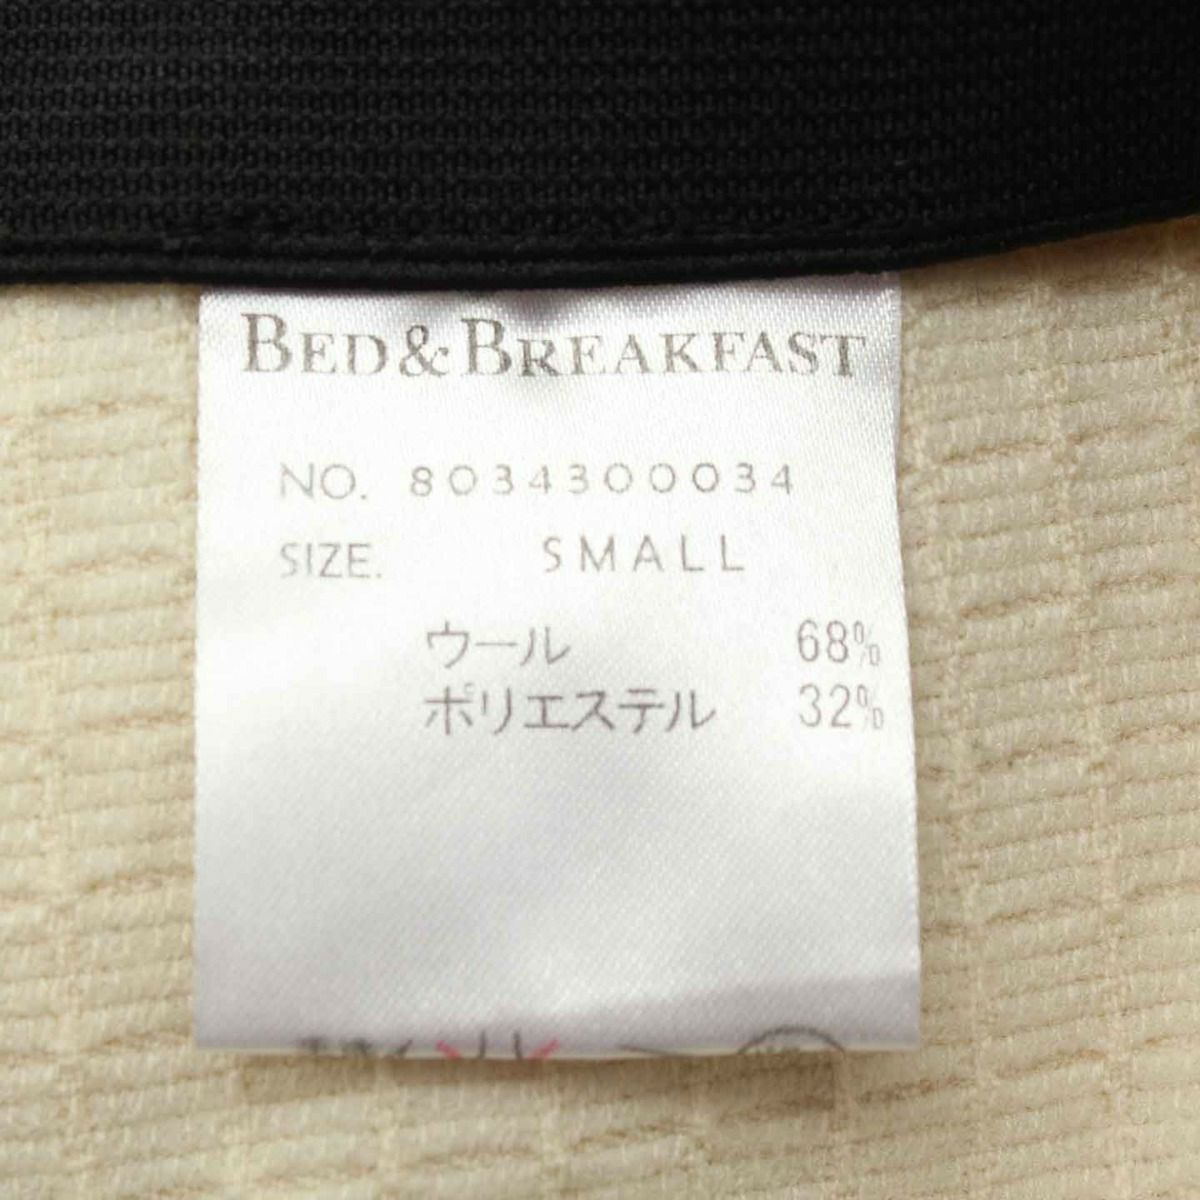 BED & BREAKFAST
NO. 8034300034
SIZE. SMALL
ウール 68%
ポリエステル 32%